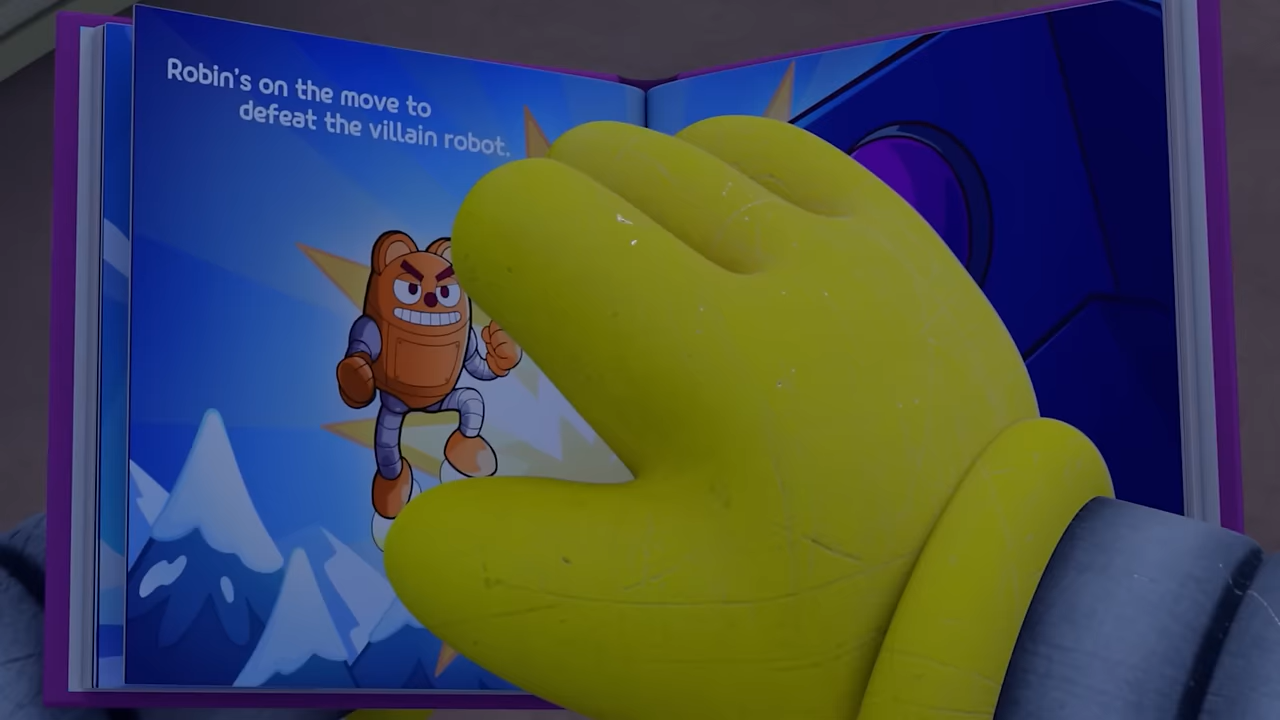 Robin's on the move to
defeat the villain robot.